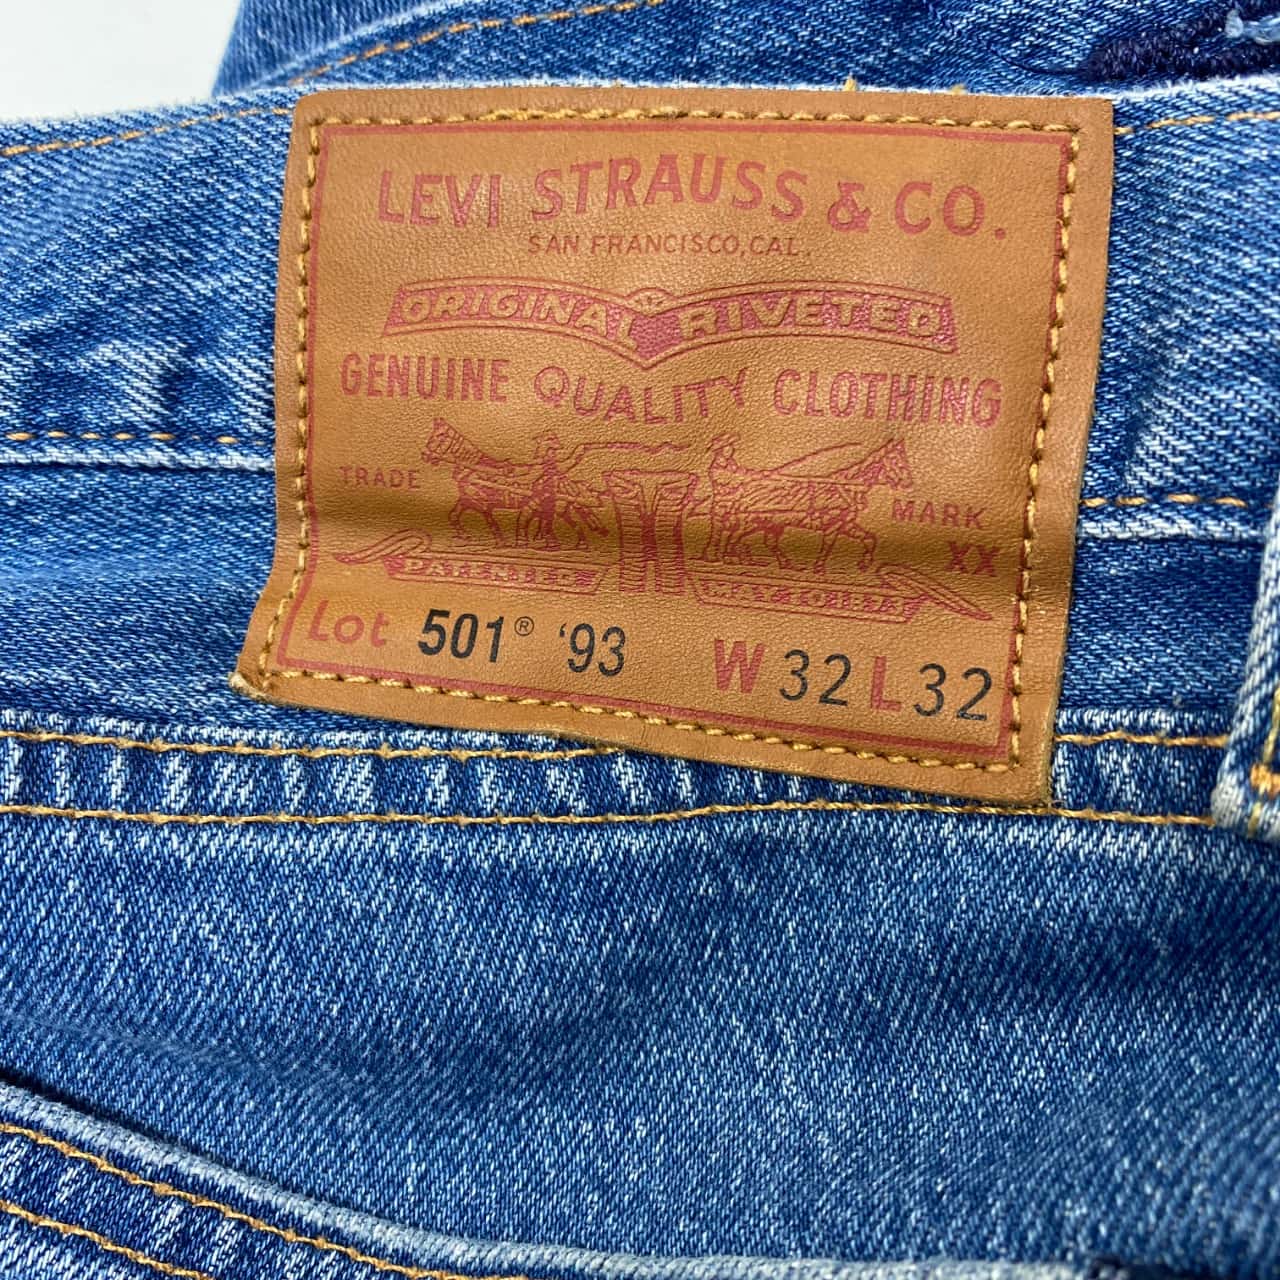 LEVI STRAUSS & CO.
SAN FRANCISCO, CAL.
ORIGINAL RIVETED
GENUINE QUALITY CLOTHING
TRADE MARK
XX
Lot 501® '93 W 32 L 32